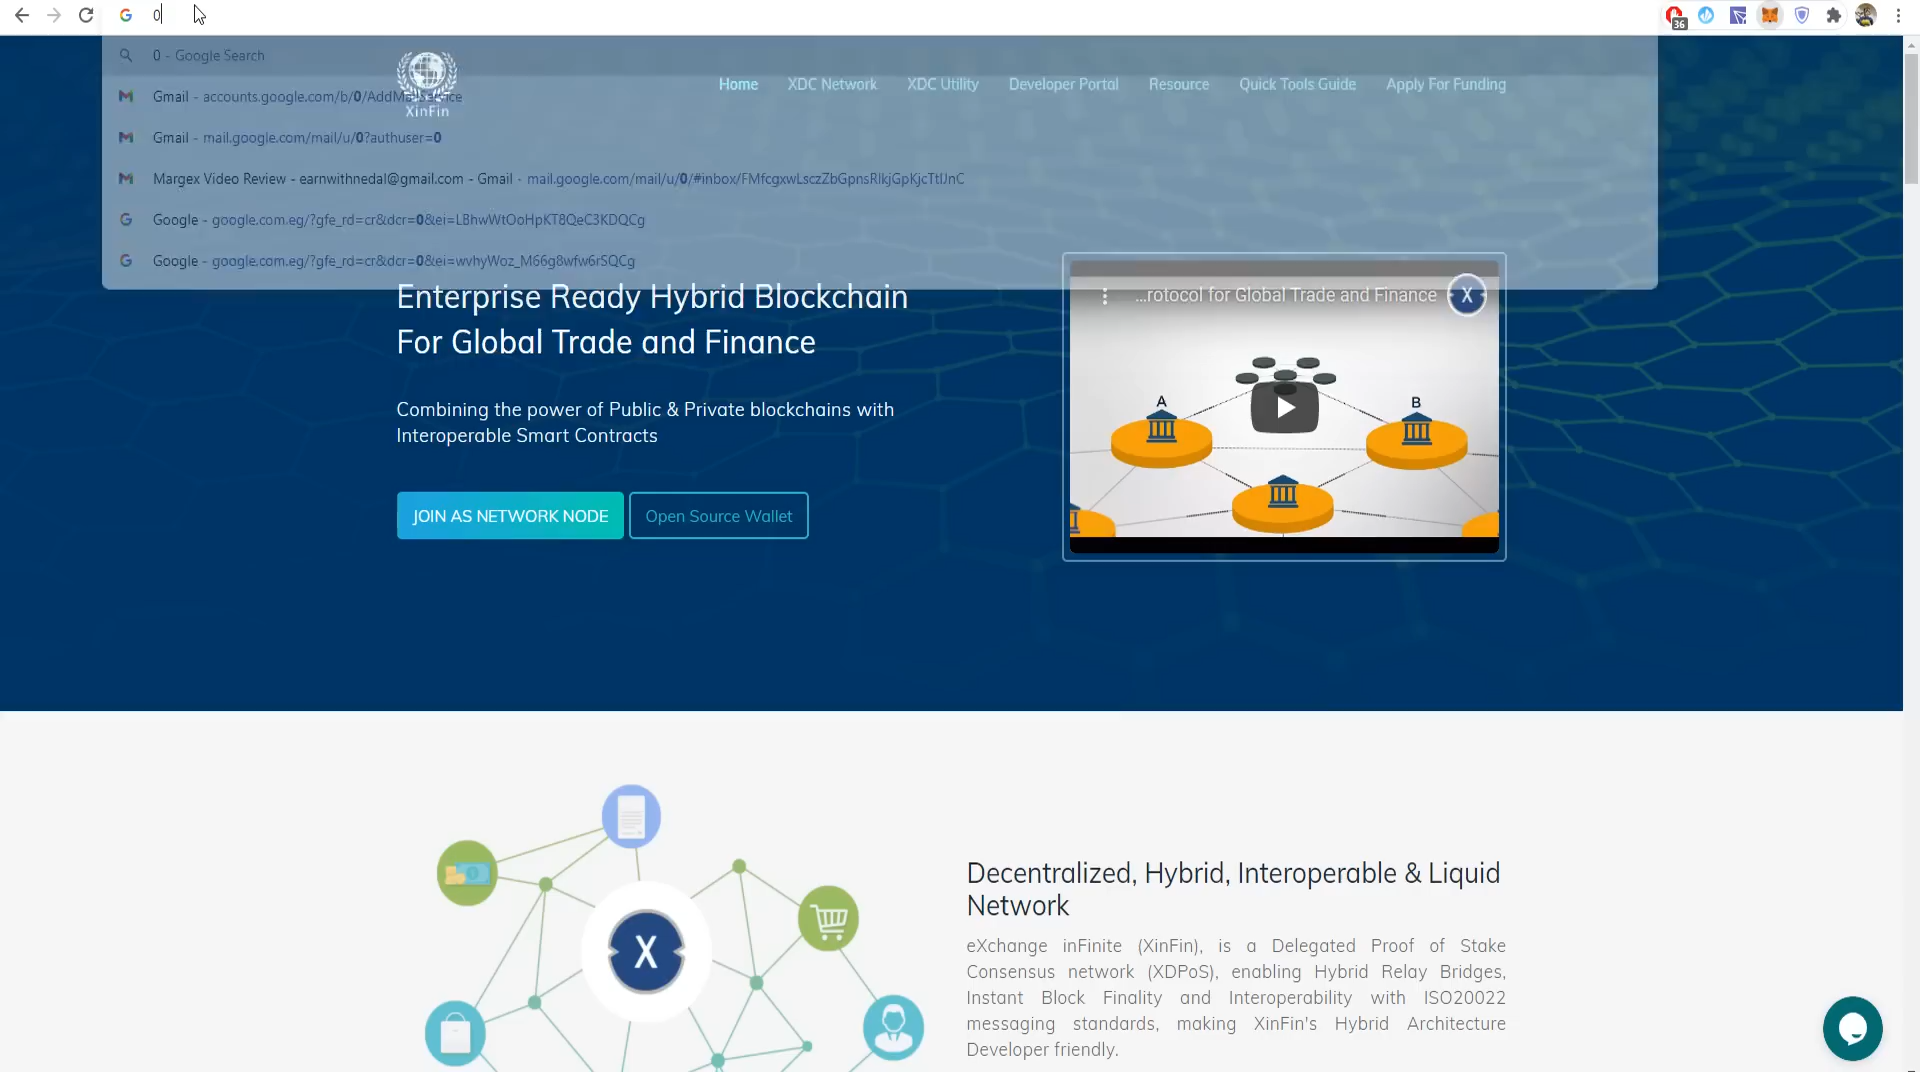 0
36
0 - Google Search
Gmail - accounts.google.com/b/0/AddMailService
Gmail - mail.google.com/mail/u/0?authuser=0
Margex Video Review - earnwithnedal@gmail.com - Gmail - mail.google.com/mail/u/0/#inbox/FMfcgxwLsczZbGpnsRlkjGpKjcTtlJnC
Google - google.com.eg/?gfe_rd=cr&dcr=0&ei=LBhwWtOoHpKT8QeC3KDQCg
Google - google.com.eg/?gfe_rd=cr&dcr=0&ei=wvhyWoz_M66g8wfw6rSQCg
XinFin
Home XDC Network XDC Utility Developer Portal Resource Quick Tools Guide Apply For Funding
Enterprise Ready Hybrid Blockchain
For Global Trade and Finance
Combining the power of Public & Private blockchains with
Interoperable Smart Contracts
JOIN AS NETWORK NODE
Open Source Wallet
...rotocol for Global Trade and Finance
X
A
B
X
Decentralized, Hybrid, Interoperable & Liquid
Network
eXchange inFinite (XinFin), is a Delegated Proof of Stake
Consensus network (XDPoS), enabling Hybrid Relay Bridges,
Instant Block Finality and Interoperability with ISO20022
messaging standards, making XinFin's Hybrid Architecture
Developer friendly.